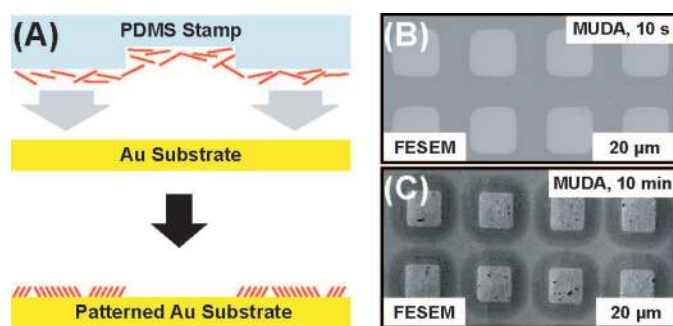 (A)
PDMS Stamp
Au Substrate
Patterned Au Substrate
(B)
MUDA, 10 s
FESEM
20 µm
(C)
MUDA, 10 min
FESEM
20 µm